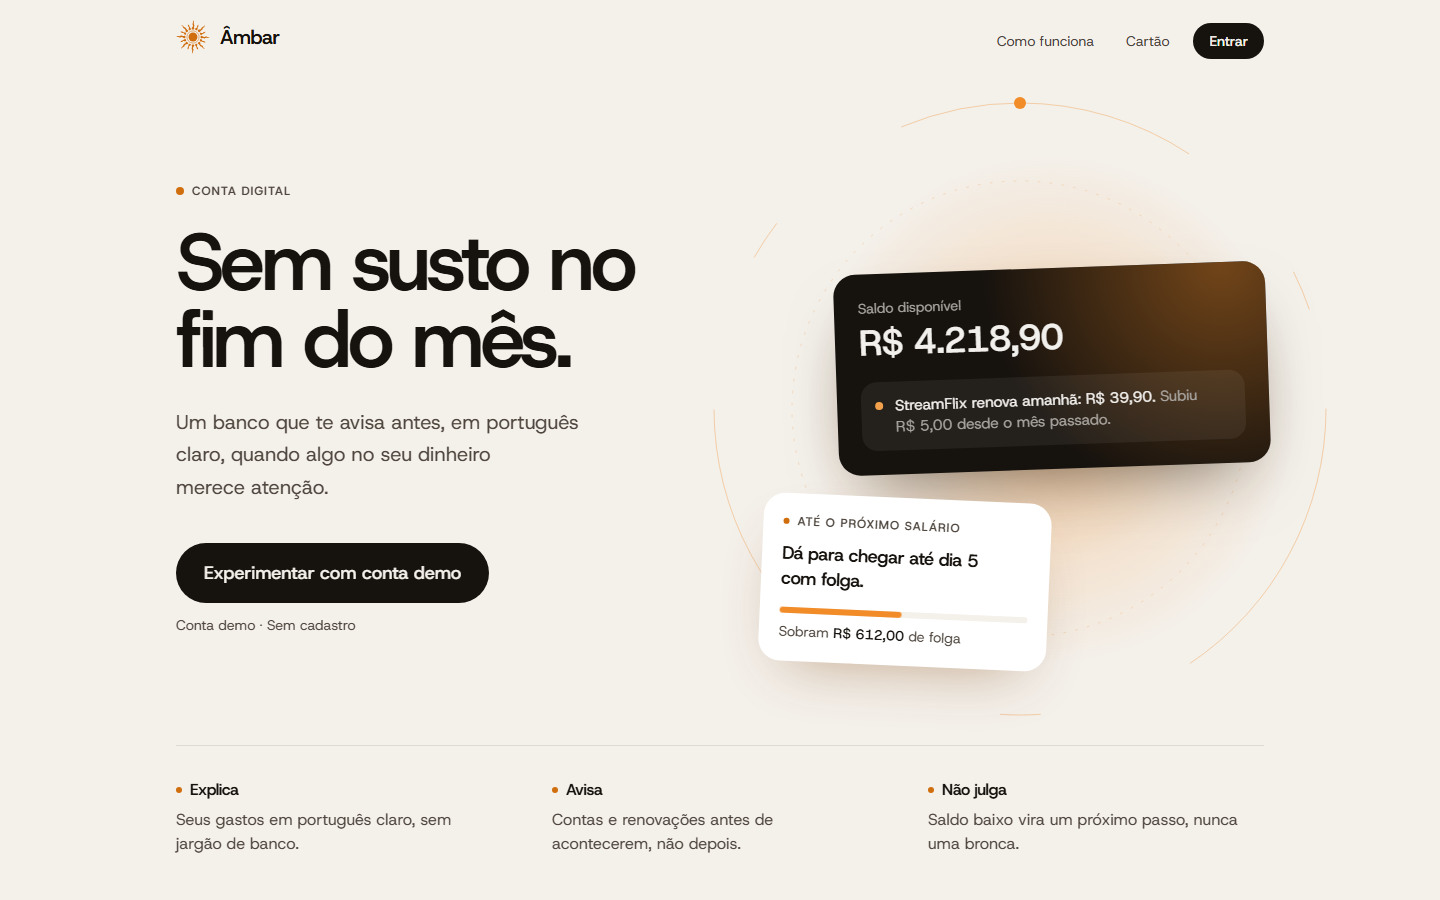 Âmbar
Como funciona
Cartão
Entrar
CONTA DIGITAL
Sem susto no
fim do mês.
Um banco que te avisa antes, em português
claro, quando algo no seu dinheiro
merece atenção.
Experimentar com conta demo
Conta demo · Sem cadastro
Saldo disponível
R$ 4.218,90
StreamFlix renova amanhã: R$ 39,90. Subiu
R$ 5,00 desde o mês passado.
ATÉ O PRÓXIMO SALÁRIO
Dá para chegar até dia 5
com folga.
Sobram R$ 612,00 de folga
Explica
Seus gastos em português claro, sem
jargão de banco.
Avisa
Contas e renovações antes de
acontecerem, não depois.
Não julga
Saldo baixo vira um próximo passo, nunca
uma bronca.